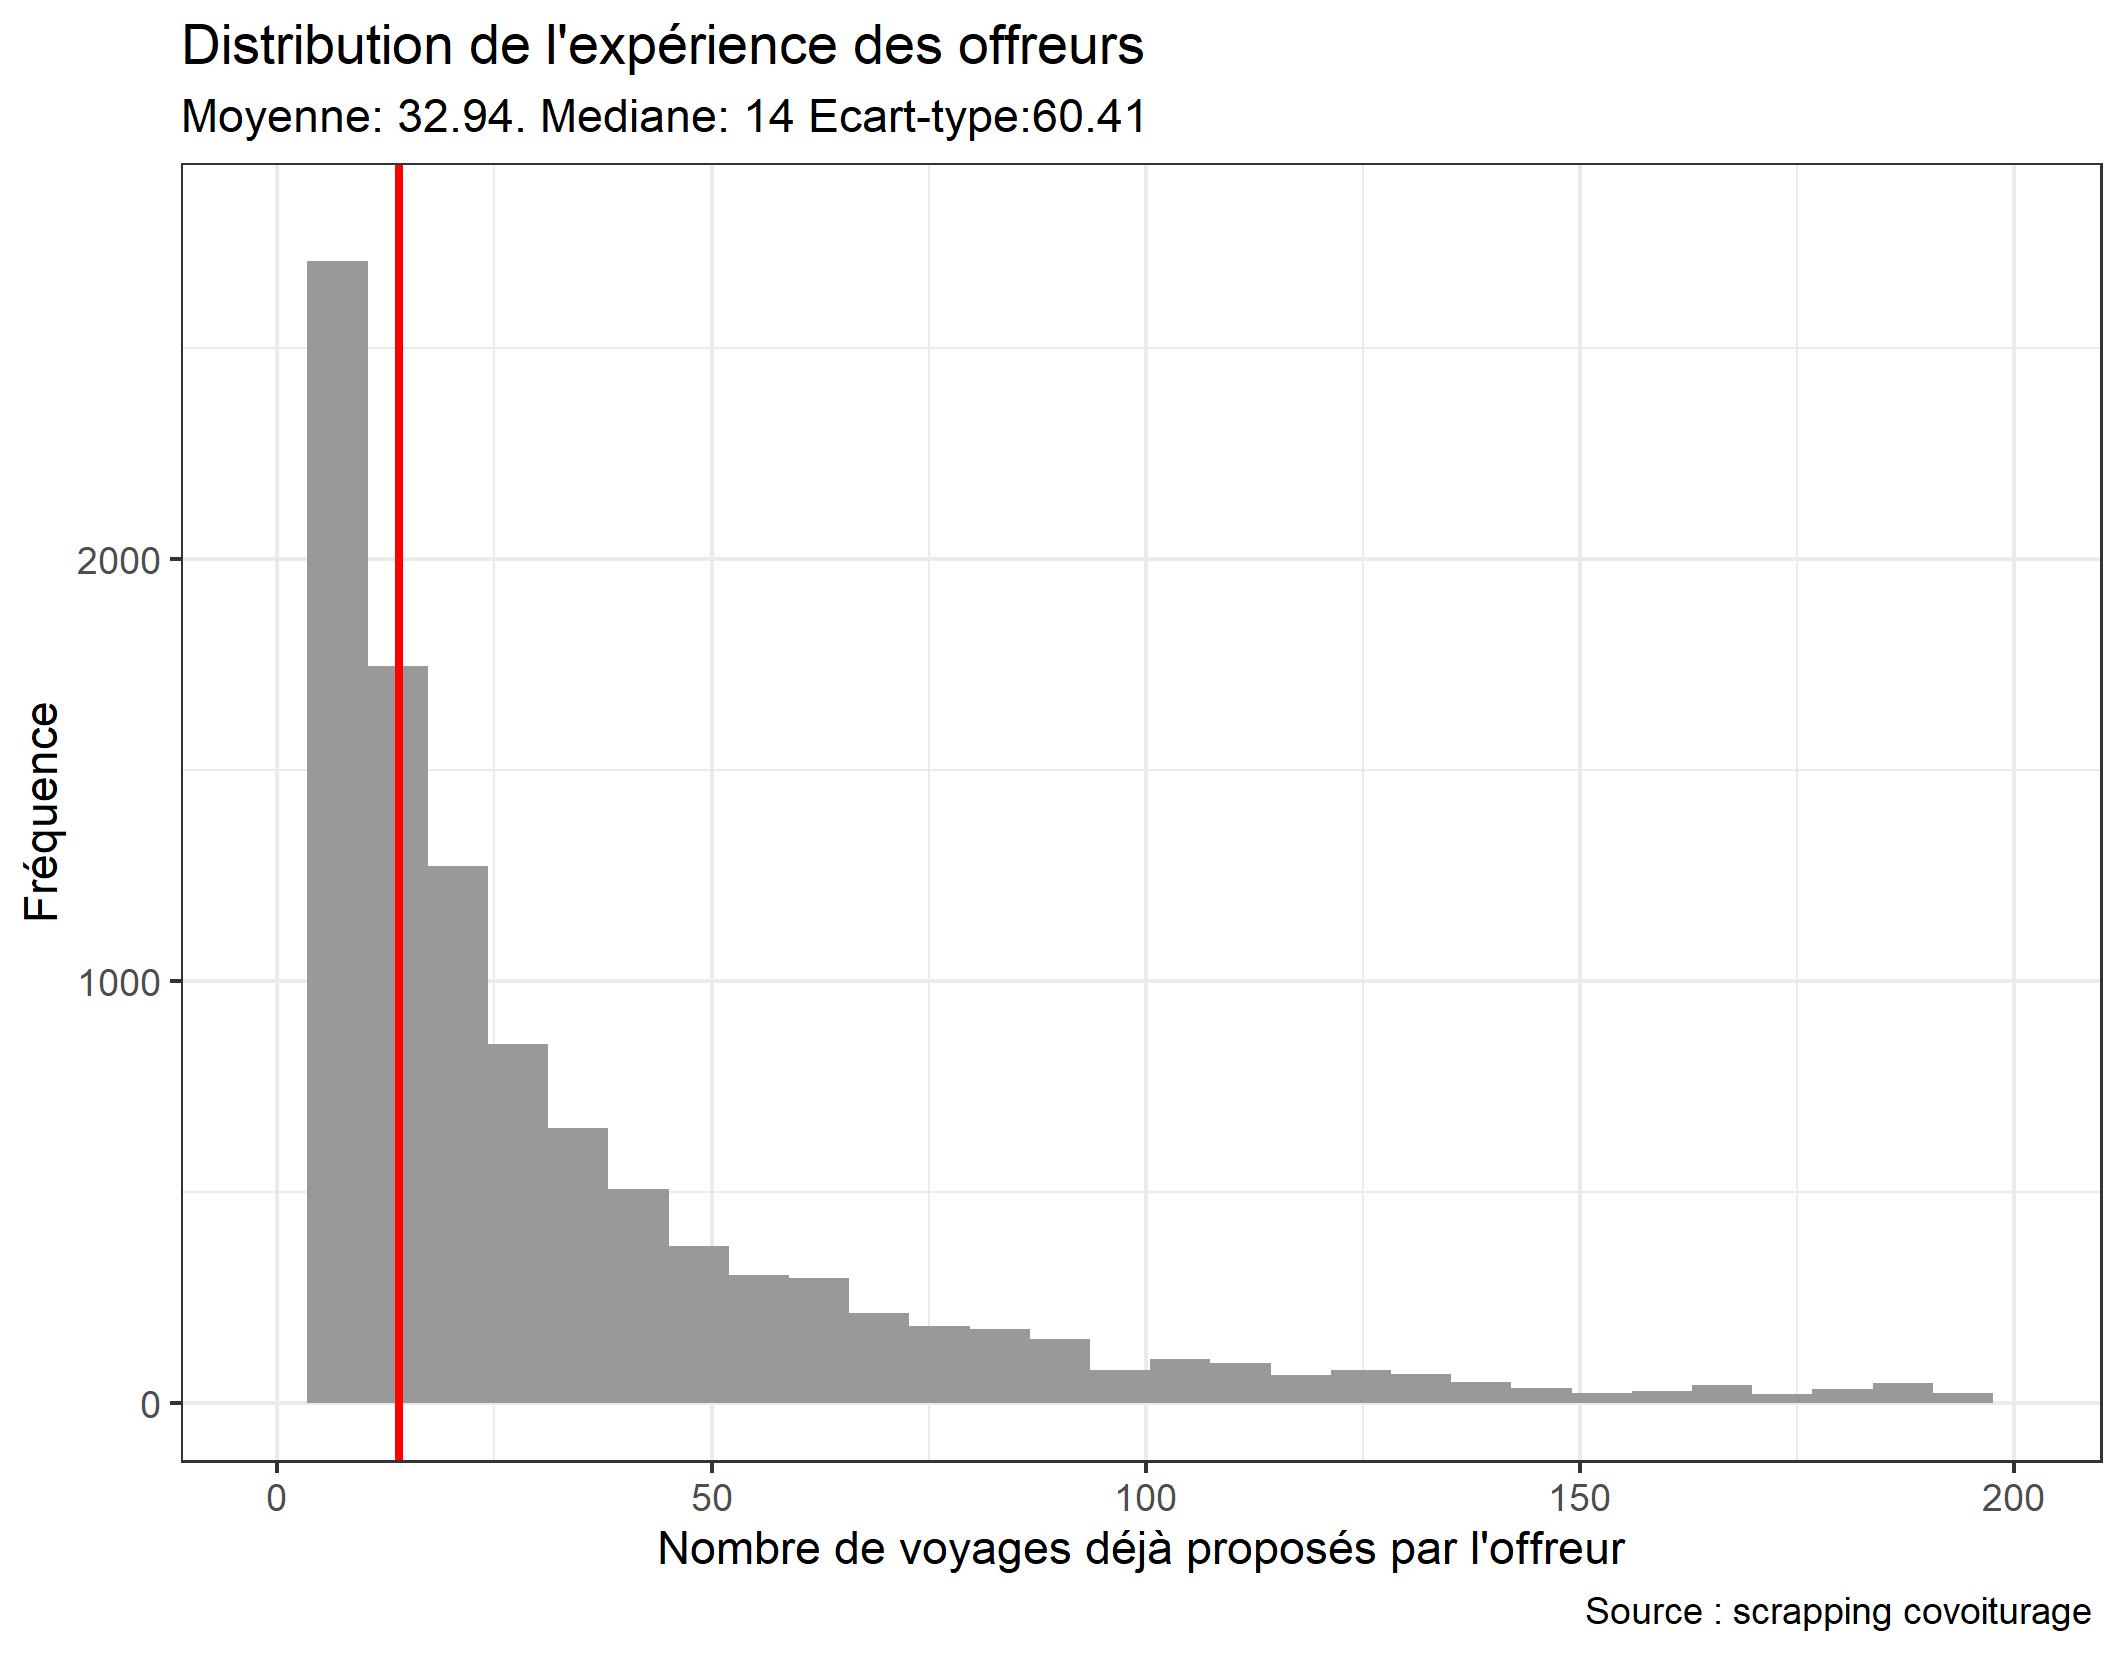 Distribution de l'expérience des offreurs
Moyenne: 32.94. Mediane: 14 Ecart-type:60.41
Fréquence
2000
1000
0
0 50 100 150 200
Nombre de voyages déjà proposés par l'offreur
Source : scrapping covoiturage